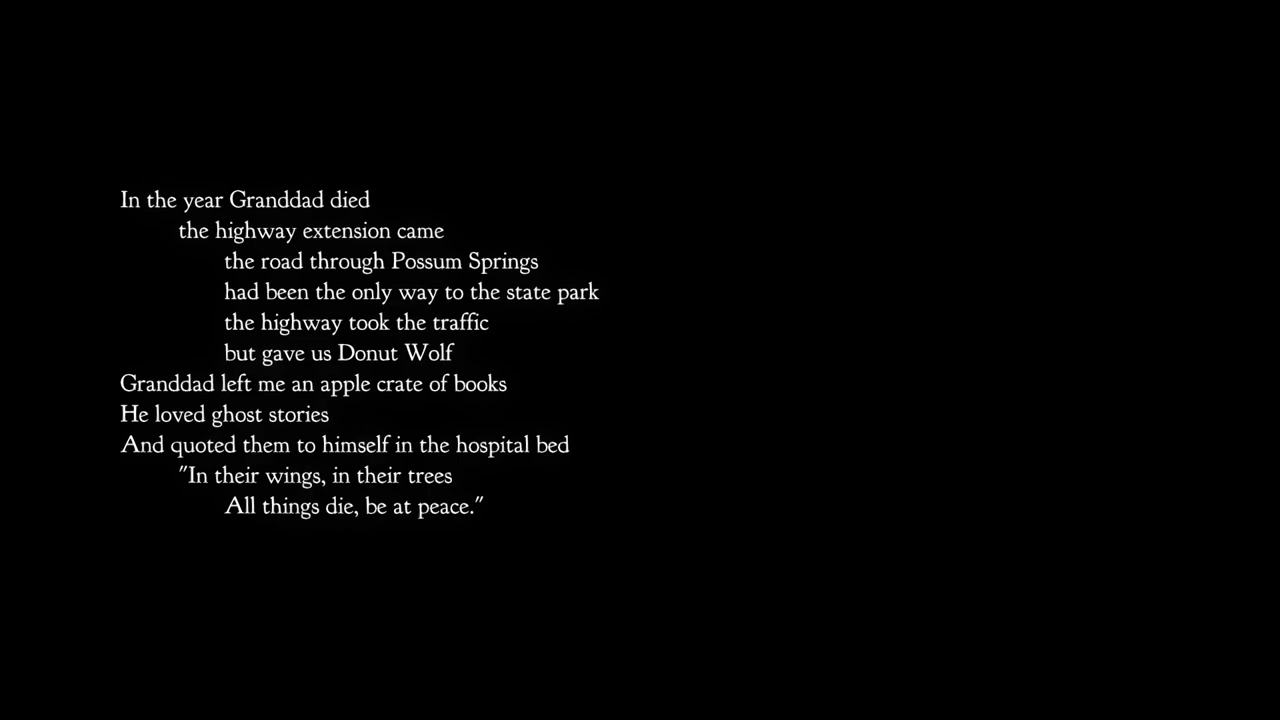 In the year Granddad died
the highway extension came
the road through Possum Springs
had been the only way to the state park
the highway took the traffic
but gave us Donut Wolf
Granddad left me an apple crate of books
He loved ghost stories
And quoted them to himself in the hospital bed
"In their wings, in their trees
All things die, be at peace."